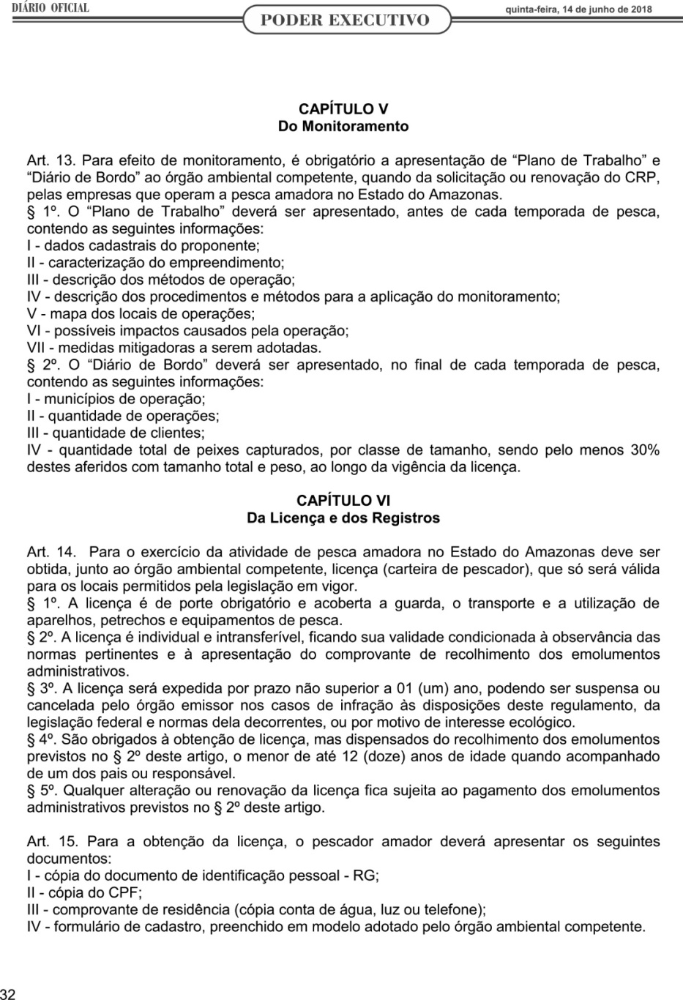 DIÁRIO OFICIAL
PODER EXECUTIVO
quinta-feira, 14 de junho de 2018
CAPÍTULO V
Do Monitoramento
Art. 13. Para efeito de monitoramento, é obrigatório a apresentação de “Plano de Trabalho” e
“Diário de Bordo” ao órgão ambiental competente, quando da solicitação ou renovação do CRP,
pelas empresas que operam a pesca amadora no Estado do Amazonas.
§ 1º. O “Plano de Trabalho” deverá ser apresentado, antes de cada temporada de pesca,
contendo as seguintes informações:
I - dados cadastrais do proponente;
II - caracterização do empreendimento;
III - descrição dos métodos de operação;
IV - descrição dos procedimentos e métodos para a aplicação do monitoramento;
V - mapa dos locais de operações;
VI - possíveis impactos causados pela operação;
VII - medidas mitigadoras a serem adotadas.
§ 2º. O “Diário de Bordo” deverá ser apresentado, no final de cada temporada de pesca,
contendo as seguintes informações:
I - municípios de operação;
II - quantidade de operações;
III - quantidade de clientes;
IV - quantidade total de peixes capturados, por classe de tamanho, sendo pelo menos 30%
destes aferidos com tamanho total e peso, ao longo da vigência da licença.
CAPÍTULO VI
Da Licença e dos Registros
Art. 14. Para o exercício da atividade de pesca amadora no Estado do Amazonas deve ser
obtida, junto ao órgão ambiental competente, licença (carteira de pescador), que só será válida
para os locais permitidos pela legislação em vigor.
§ 1º. A licença é de porte obrigatório e acoberta a guarda, o transporte e a utilização de
aparelhos, petrechos e equipamentos de pesca.
§ 2º. A licença é individual e intransferível, ficando sua validade condicionada à observância das
normas pertinentes e à apresentação do comprovante de recolhimento dos emolumentos
administrativos.
§ 3º. A licença será expedida por prazo não superior a 01 (um) ano, podendo ser suspensa ou
cancelada pelo órgão emissor nos casos de infração às disposições deste regulamento, da
legislação federal e normas dela decorrentes, ou por motivo de interesse ecológico.
§ 4º. São obrigados à obtenção de licença, mas dispensados do recolhimento dos emolumentos
previstos no § 2º deste artigo, o menor de até 12 (doze) anos de idade quando acompanhado
de um dos pais ou responsável.
§ 5º. Qualquer alteração ou renovação da licença fica sujeita ao pagamento dos emolumentos
administrativos previstos no § 2º deste artigo.
Art. 15. Para a obtenção da licença, o pescador amador deverá apresentar os seguintes
documentos:
I - cópia do documento de identificação pessoal - RG;
II - cópia do CPF;
III - comprovante de residência (cópia conta de água, luz ou telefone);
IV - formulário de cadastro, preenchido em modelo adotado pelo órgão ambiental competente.
32